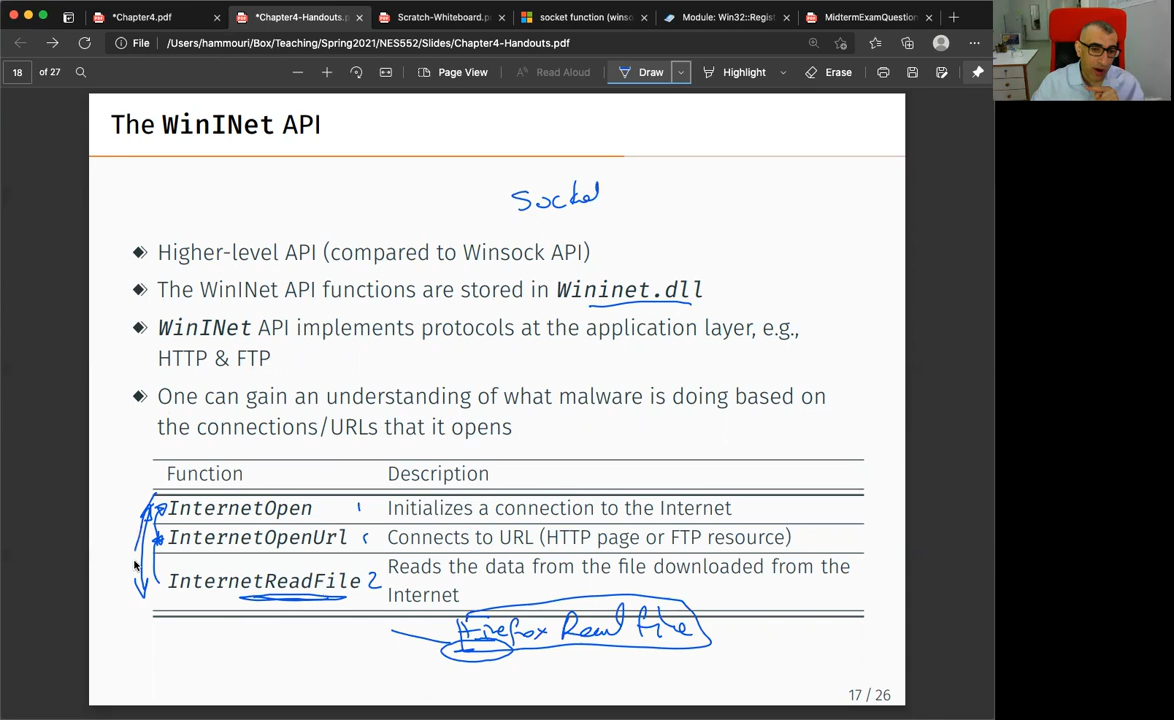 *Chapter4.pdf
*Chapter4-Handouts.p
Scratch-Whiteboard.p
socket function (winso
Module: Win32::Regist
MidtermExamQuestion
File
/Users/hammouri/Box/Teaching/Spring2021/NES552/Slides/Chapter4-Handouts.pdf
18 of 27
Page View
Read Aloud
Draw
Highlight
Erase
The WinINet API
Socket
Higher-level API (compared to Winsock API)
The WinINet API functions are stored in Wininet.dll
WinINet API implements protocols at the application layer, e.g.,
HTTP & FTP
One can gain an understanding of what malware is doing based on
the connections/URLs that it opens
Function Description
InternetOpen 1 Initializes a connection to the Internet
InternetOpenUrl Connects to URL (HTTP page or FTP resource)
InternetReadFile 2 Reads the data from the file downloaded from the
Internet
Firefox Read File
17 / 26